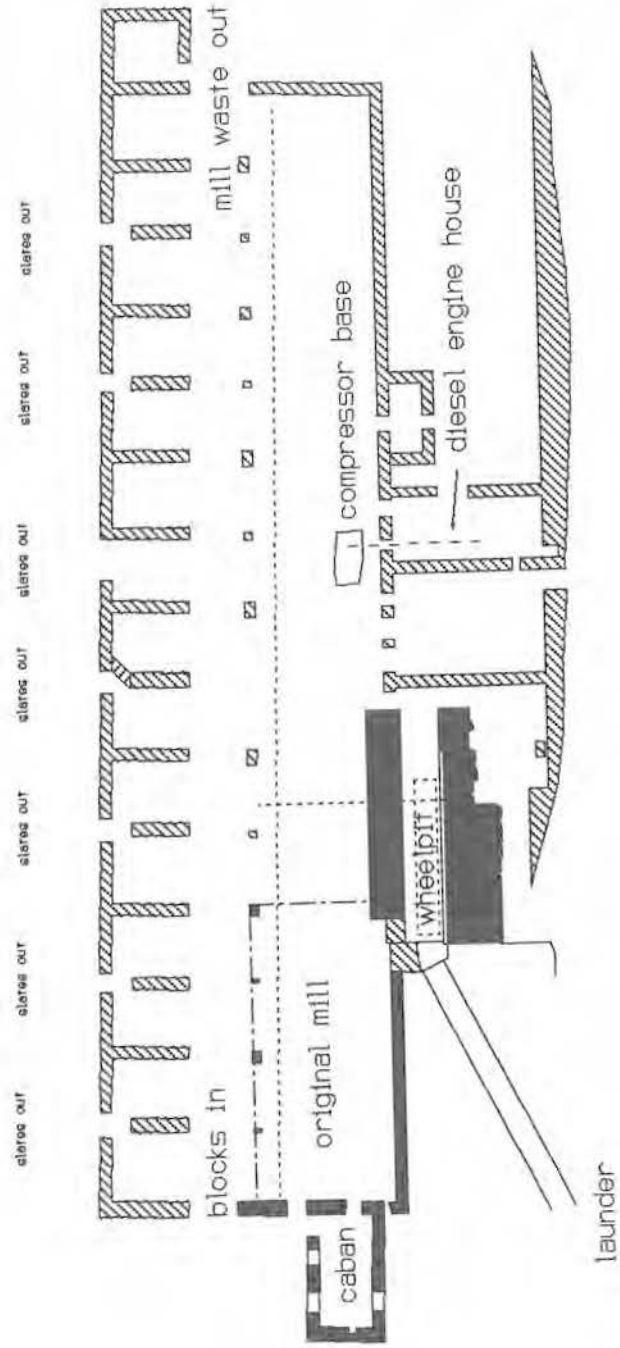 slates out
slates out
slates out
slates out
slates out
slates out
slates out
blocks in
mill waste out
original mill
compressor base
caban
wheelpit
diesel engine house
launder